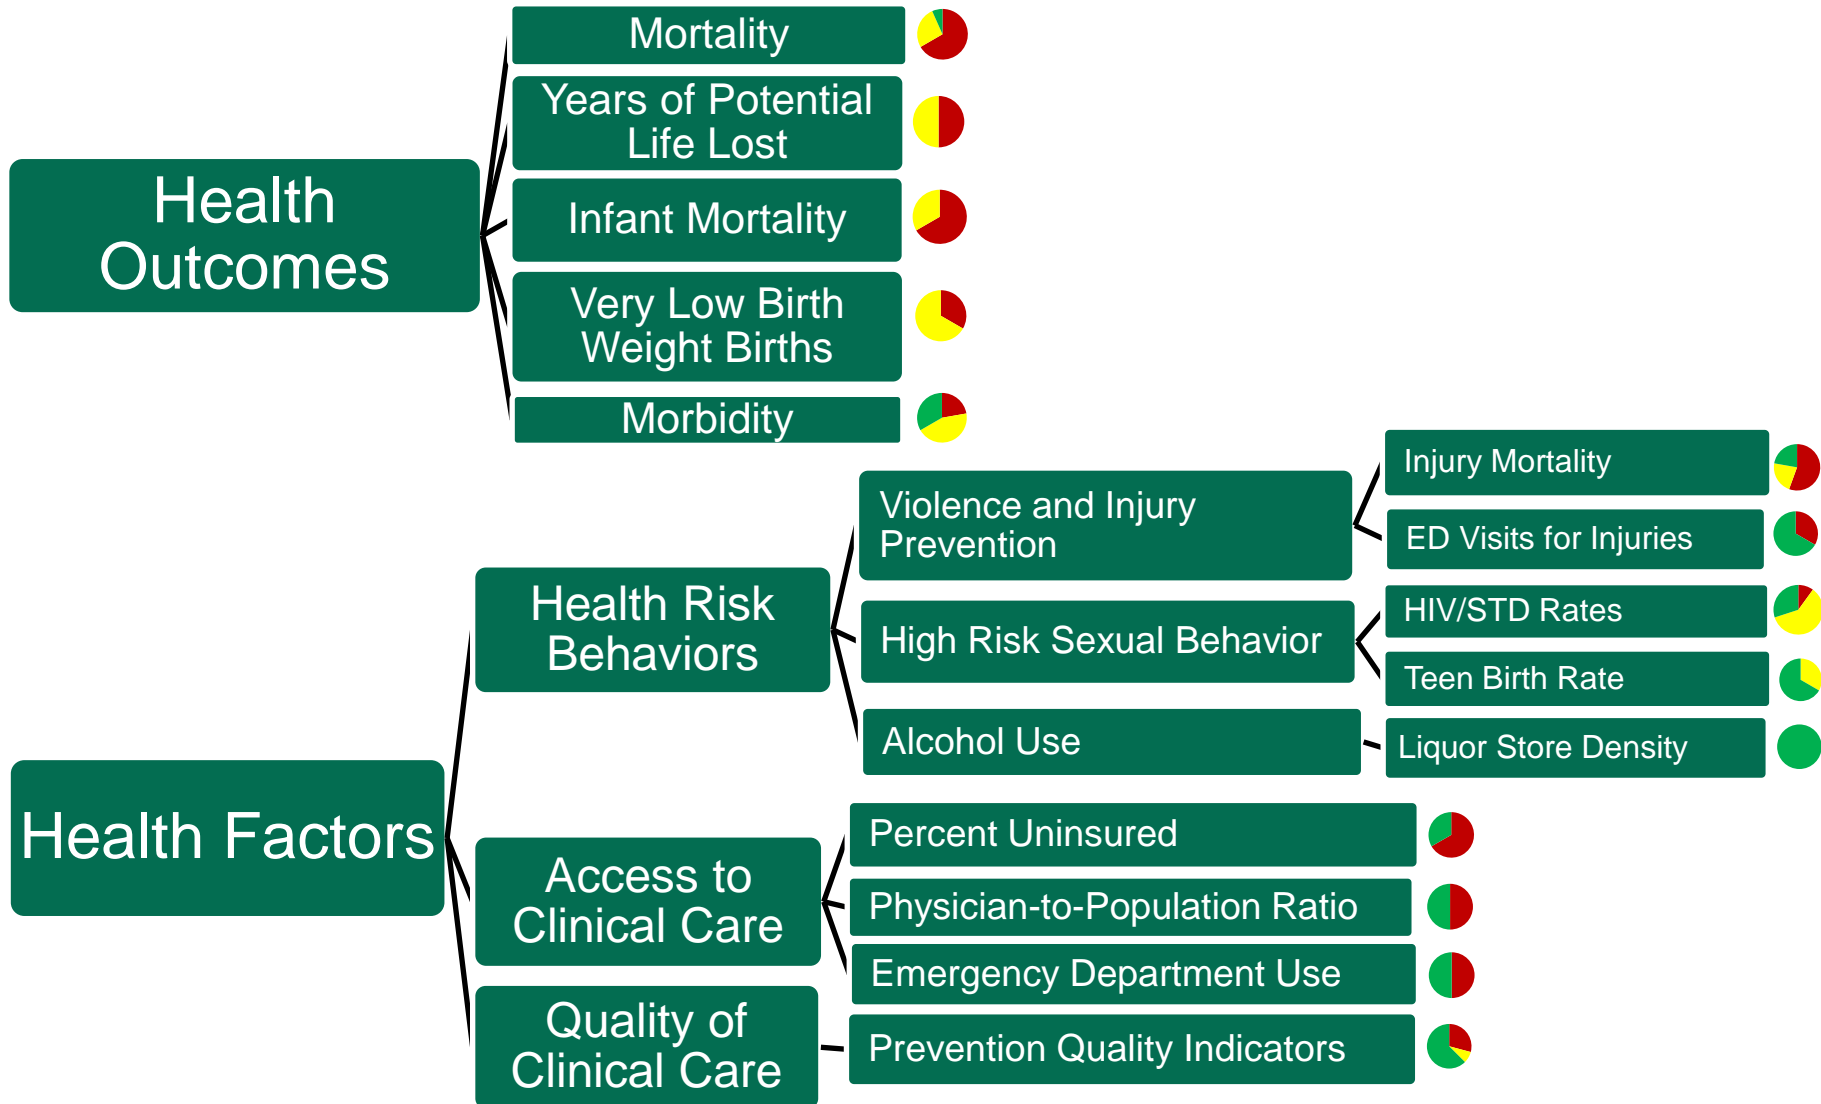 Health
Outcomes
Mortality
Years of Potential
Life Lost
Infant Mortality
Very Low Birth
Weight Births
Morbidity
Health Factors
Health Risk
Behaviors
Violence and Injury
Prevention
Injury Mortality
ED Visits for Injuries
High Risk Sexual Behavior
HIV/STD Rates
Teen Birth Rate
Alcohol Use
Liquor Store Density
Access to
Clinical Care
Percent Uninsured
Physician-to-Population Ratio
Emergency Department Use
Quality of
Clinical Care
Prevention Quality Indicators